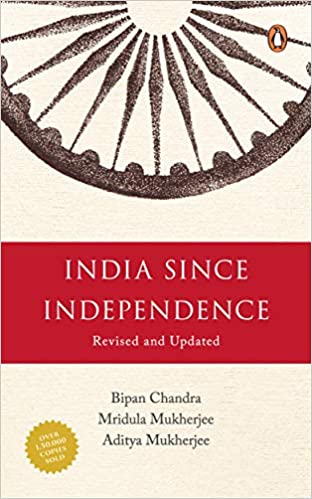 INDIA SINCE
INDEPENDENCE
Revised and Updated
Bipan Chandra
Mridula Mukherjee
Aditya Mukherjee
OVER
1,50,000
COPIES
SOLD